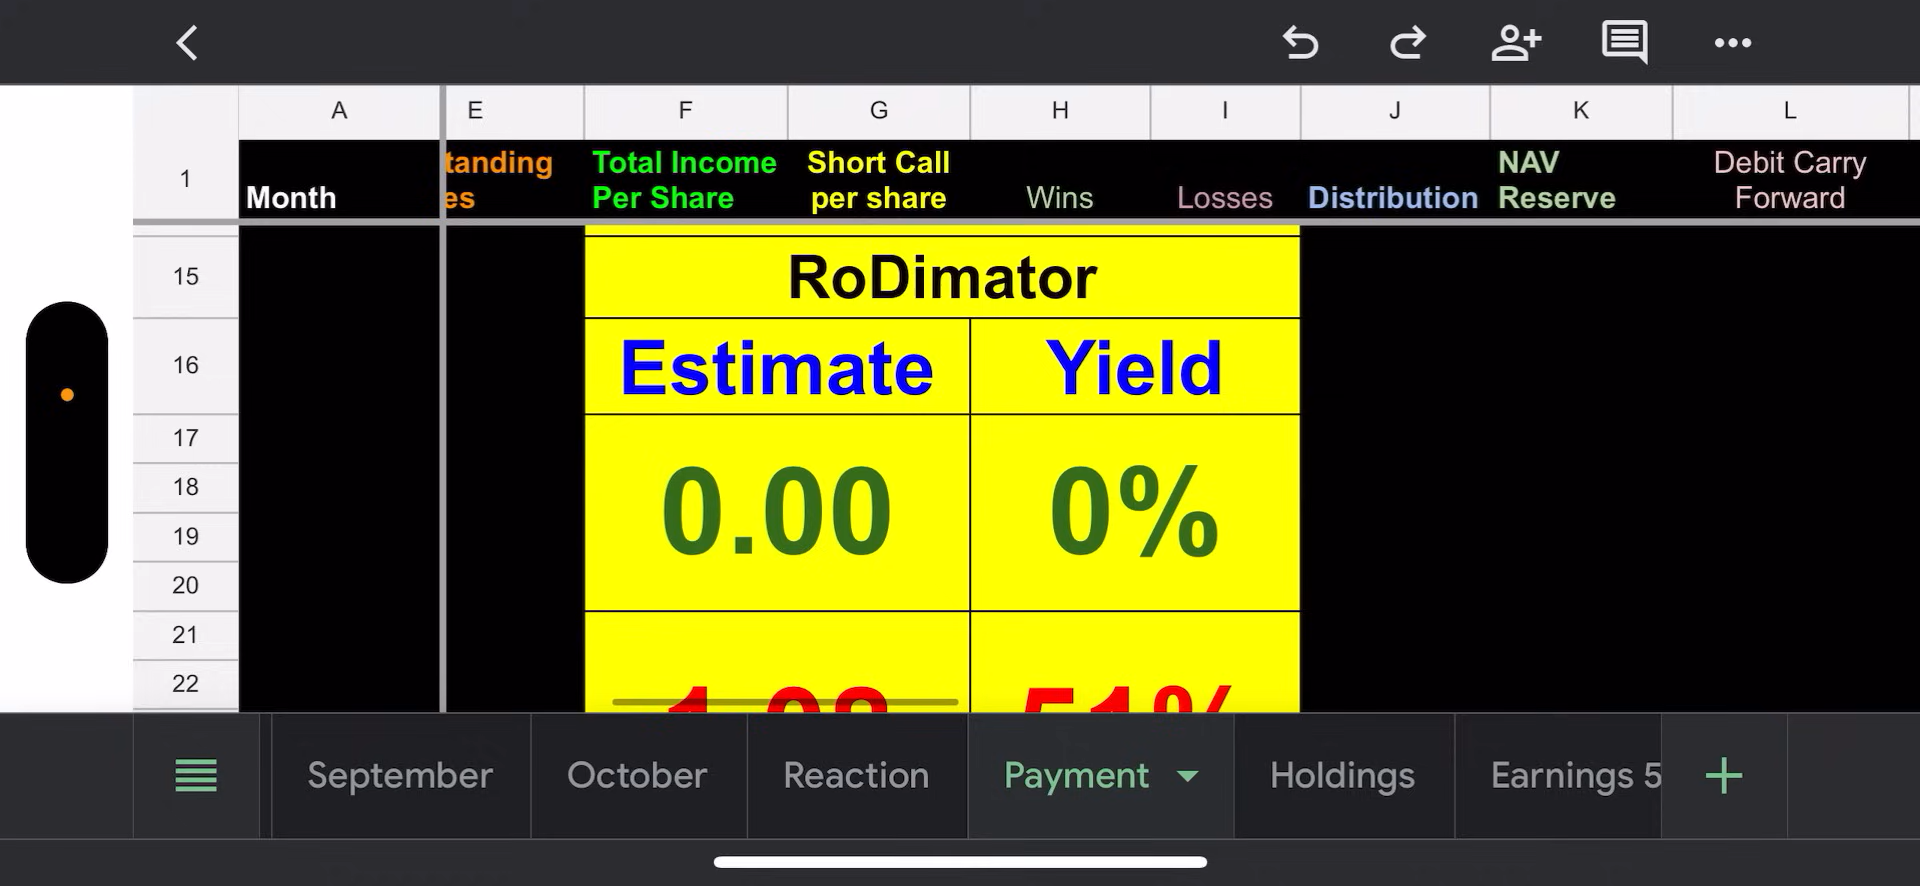 A E F G H I J K L
1 Month tanding es Total Income Per Share Short Call per share Wins Losses Distribution NAV Reserve Debit Carry Forward
15 RoDimator
16 Estimate Yield
17
18 0.00 0%
19
20
21
22
September October Reaction Payment Holdings Earnings 5